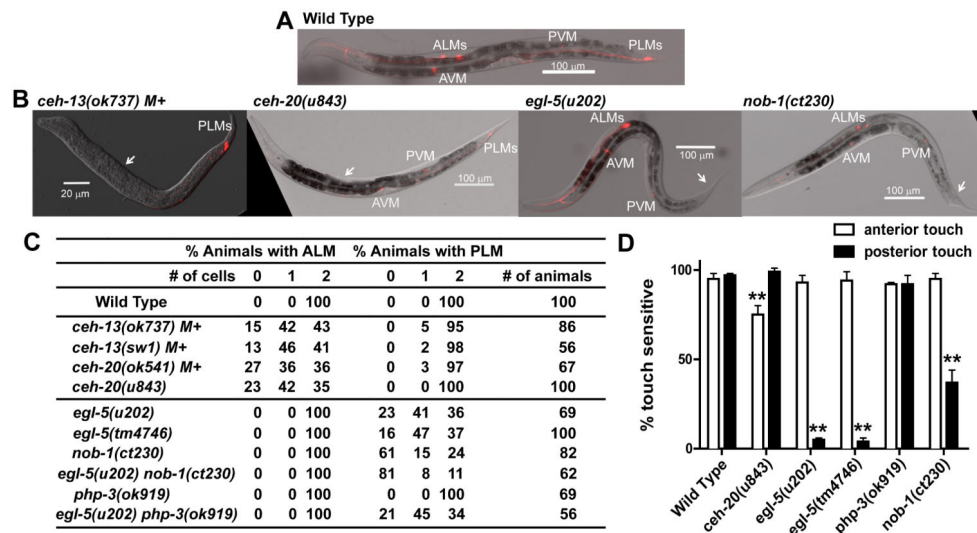 A Wild Type
ALMs
PVM
PLMs
AVM
100 μm
B
ceh-13(ok737) M+
PLMs
20 μm
ceh-20(u843)
PLMs
PVM
AVM
100 μm
egl-5(u202)
ALMs
AVM
PVM
100 μm
nob-1(ct230)
ALMs
AVM
PVM
100 μm
C
% Animals with ALM % Animals with PLM
# of cells 0 1 2 0 1 2 # of animals
Wild Type 0 0 100 0 0 100 100
ceh-13(ok737) M+ 15 42 43 0 5 95 86
ceh-13(sw1) M+ 13 46 41 0 2 98 56
ceh-20(ok541) M+ 27 36 36 0 3 97 67
ceh-20(u843) 23 42 35 0 0 100 100
egl-5(u202) 0 0 100 23 41 36 69
egl-5(tm4746) 0 0 100 16 47 37 100
nob-1(ct230) 0 0 100 61 15 24 82
egl-5(u202) nob-1(ct230) 0 0 100 81 8 11 62
php-3(ok919) 0 0 100 0 0 100 69
egl-5(u202) php-3(ok919) 0 0 100 21 45 34 56
D
anterior touch
posterior touch
% touch sensitive
100
50
0
**
**
**
**
Wild Type
ceh-20(u843)
egl-5(u202)
egl-5(tm4746)
php-3(ok919)
nob-1(ct230)